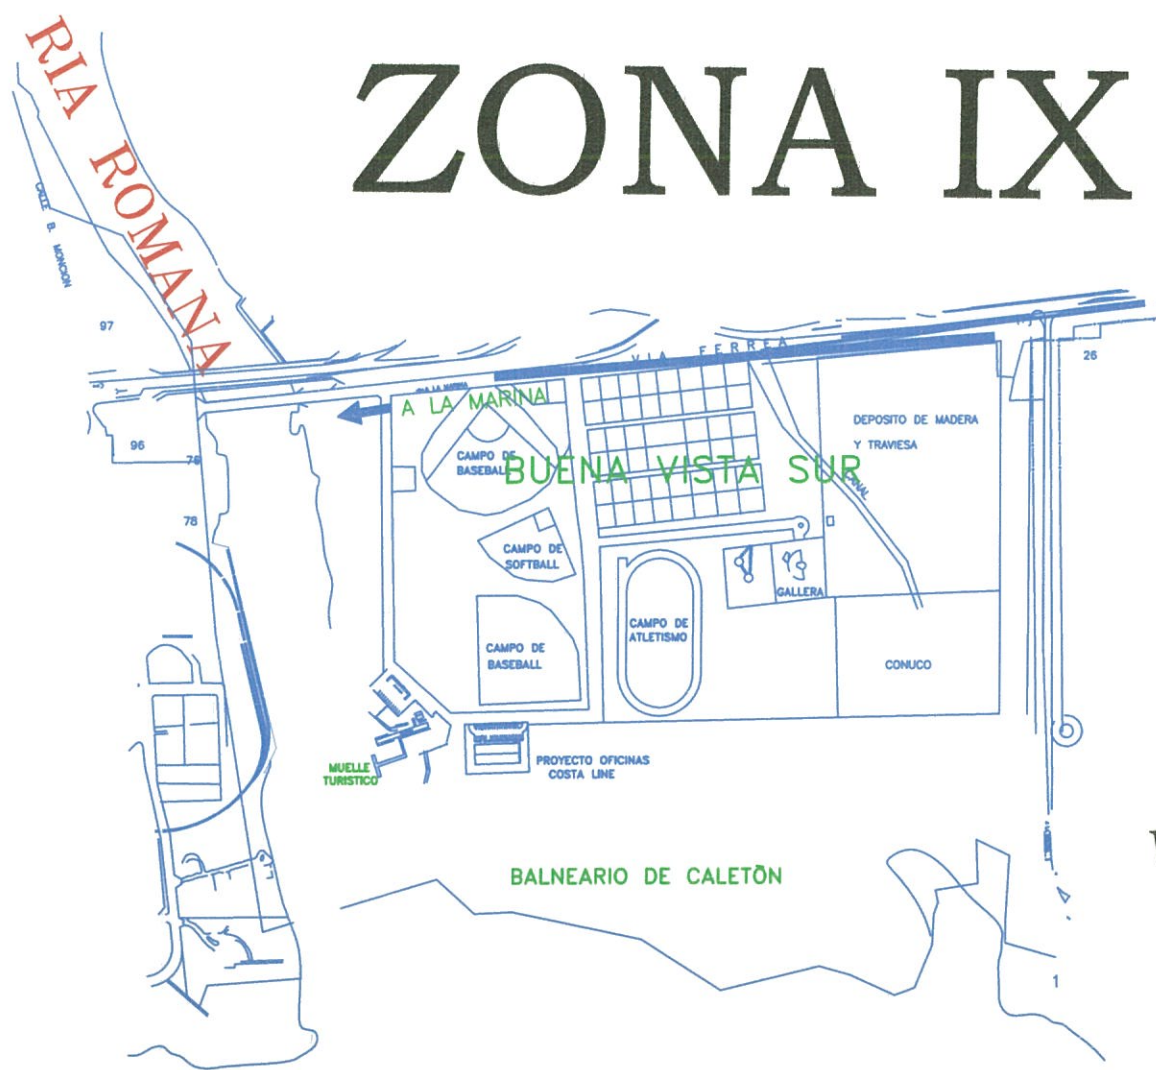 ZONA IX
RIA ROMANA
CALLE B. MONCION
97
VIA FERREA
26
A LA MARINA
DEPOSITO DE MADERA
Y TRAVIESA
96
79
78
CAMPO DE
BASEBALL
BUENA VISTA SUR
CANAL
CAMPO DE
SOFTBALL
GALLERA
CAMPO DE
ATLETISMO
CAMPO DE
BASEBALL
CONUCO
MUELLE
TURISTICO
PROYECTO OFICINAS
COSTA LINE
BALNEARIO DE CALETÕN
1